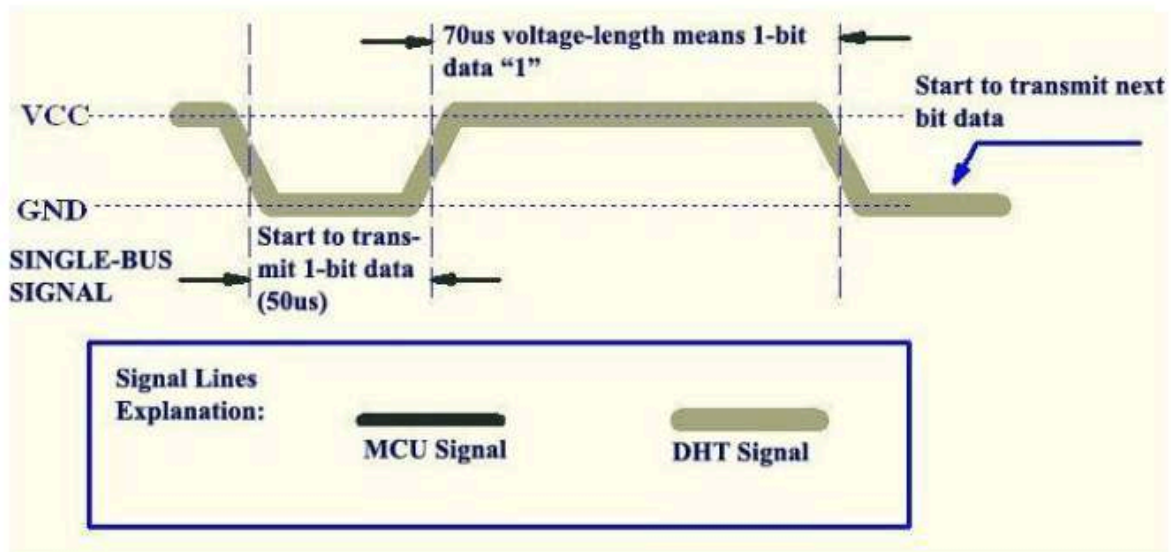 70us voltage-length means 1-bit
data “1”
Start to transmit next
bit data
VCC
GND
SINGLE-BUS
SIGNAL
Start to trans-
mit 1-bit data
(50us)
Signal Lines
Explanation:
MCU Signal
DHT Signal